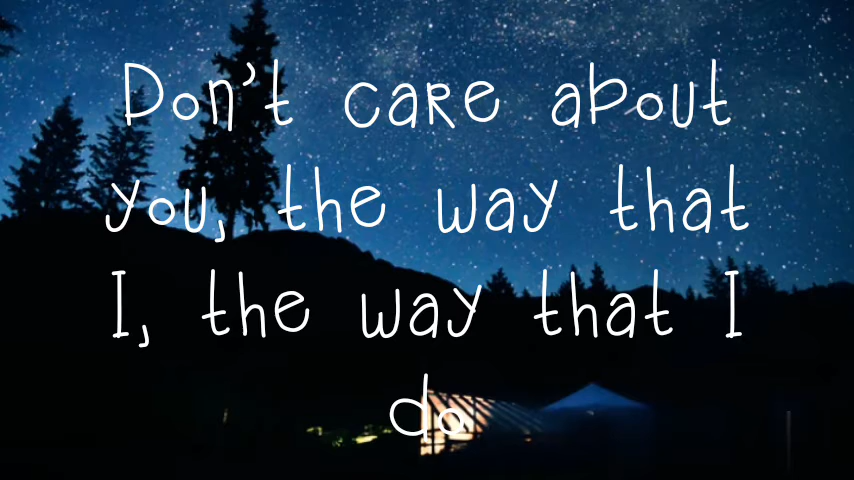 Don't care about
you, the way that
I, the way that I
do